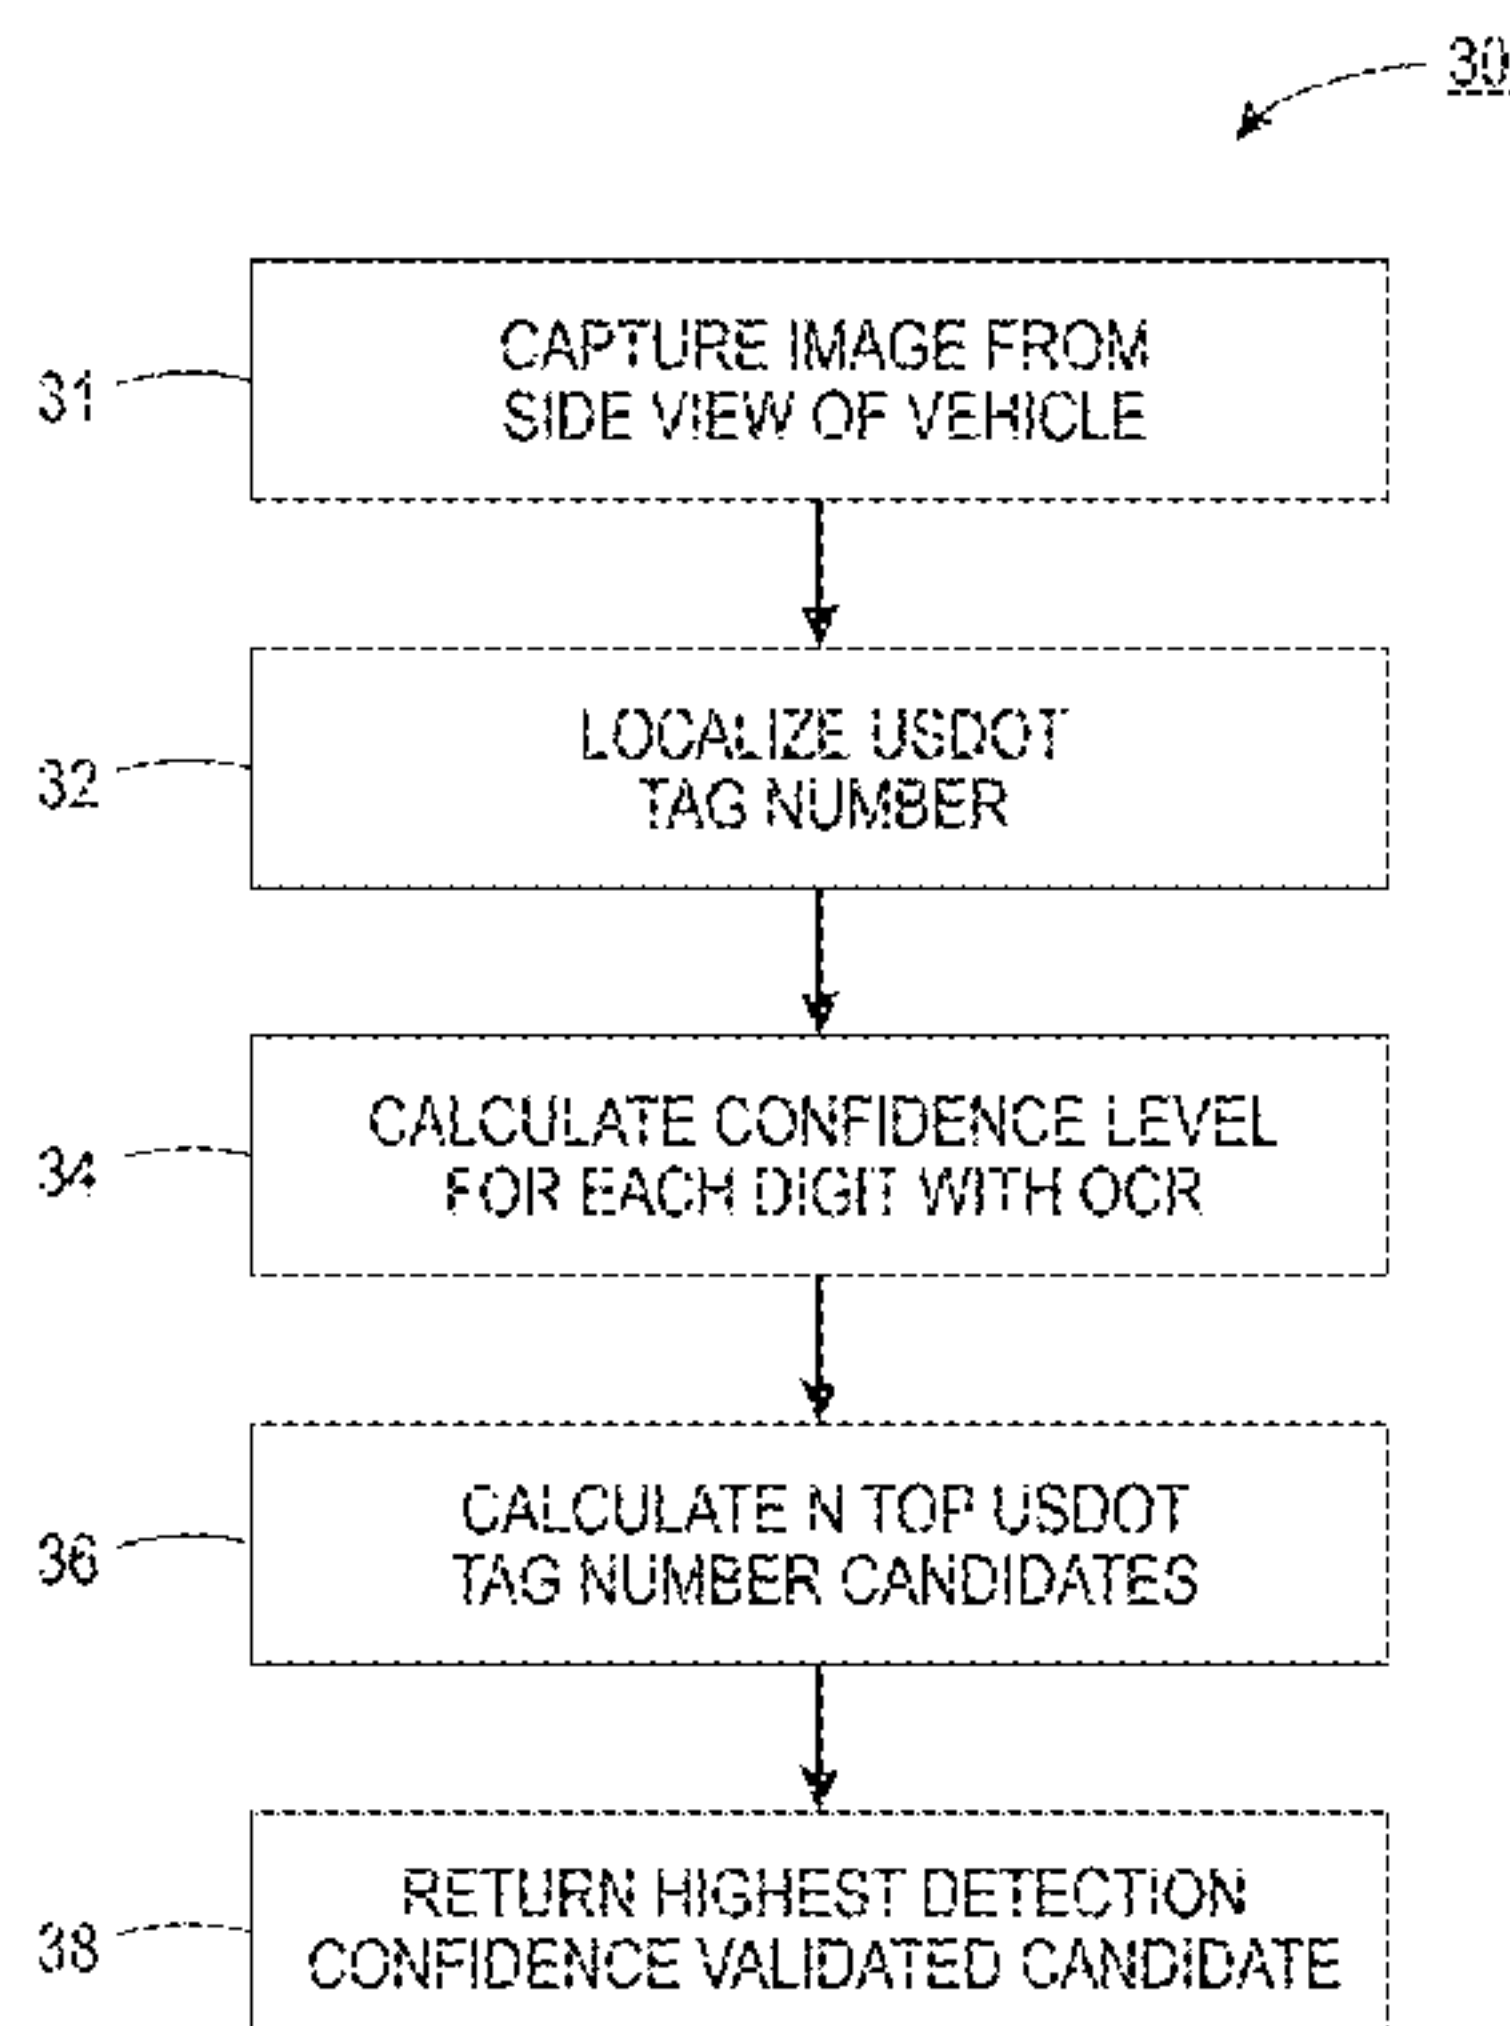 30
CAPTURE IMAGE FROM
SIDE VIEW OF VEHICLE
31
LOCALIZE USDOT
TAG NUMBER
32
CALCULATE CONFIDENCE LEVEL
FOR EACH DIGIT WITH OCR
34
CALCULATE N TOP USDOT
TAG NUMBER CANDIDATES
36
RETURN HIGHEST DETECTION
CONFIDENCE VALIDATED CANDIDATE
38